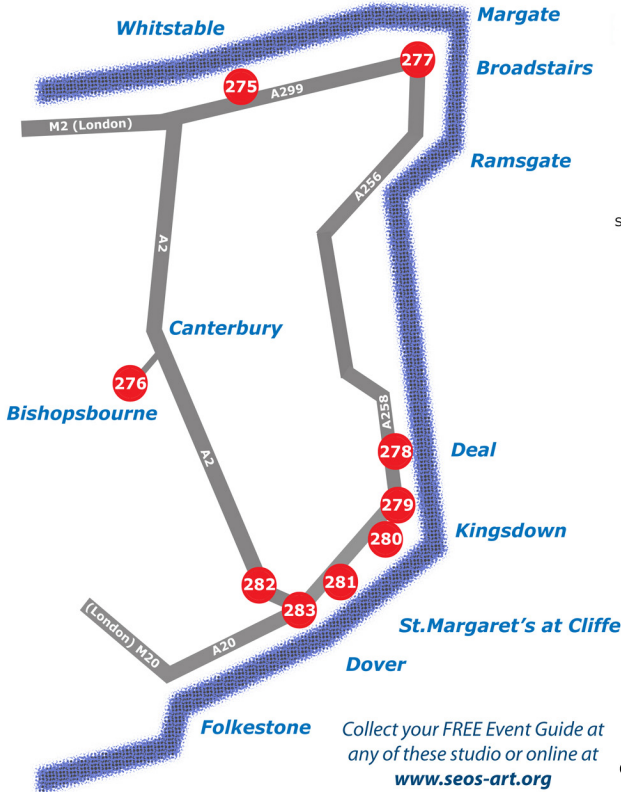 Margate
Whitstable
277
Broadstairs
275
A299
M2 (London)
Ramsgate
A256
A2
Canterbury
276
Bishopsbourne
A258
A2
278
Deal
279
Kingsdown
280
282
281
283
(London) M20
St.Margaret's at Cliffe
A20
Dover
Folkestone
Collect your FREE Event Guide at
any of these studio or online at
www.seos-art.org